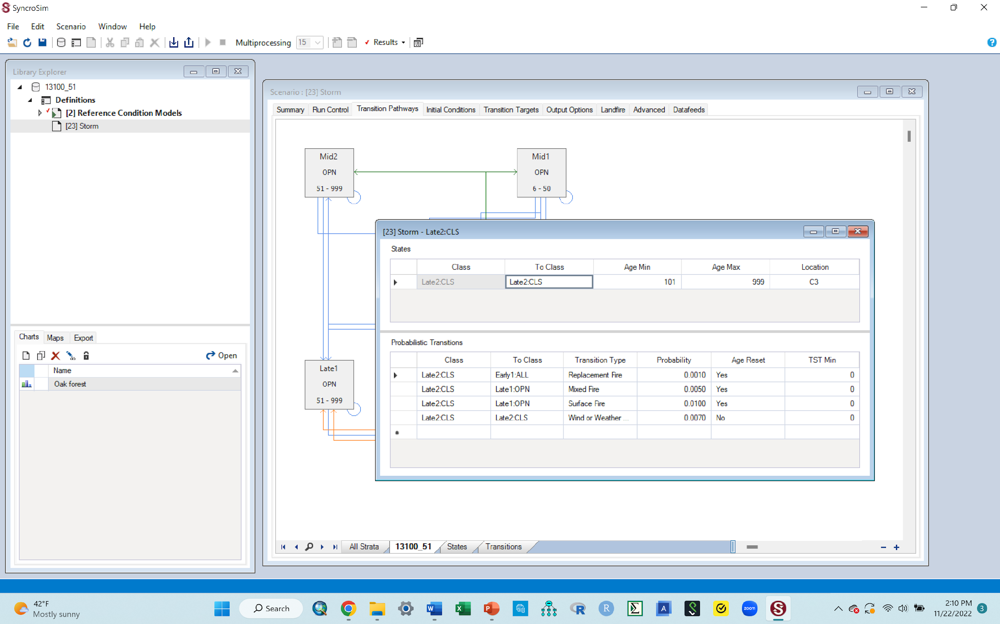 SyncroSim
File Edit Scenario Window Help
Multiprocessing 15 Results
Library Explorer
13100_51
Definitions
[2] Reference Condition Models
[23] Storm
Charts Maps Export
Open
Name
Oak forest
Scenario : [23] Storm
Summary Run Control Transition Pathways Initial Conditions Transition Targets Output Options Landfire Advanced Datafeeds
Mid2
OPN
51 - 999
Mid1
OPN
6 - 50
Late1
OPN
51 - 999
[23] Storm - Late2:CLS
States
Class To Class Age Min Age Max Location
Late2:CLS Late2:CLS 101 999 C3
Probabilistic Transitions
Class To Class Transition Type Probability Age Reset TST Min
Late2:CLS Early1:ALL Replacement Fire 0.0010 Yes 0
Late2:CLS Late1:OPN Mixed Fire 0.0050 Yes 0
Late2:CLS Late1:OPN Surface Fire 0.0100 Yes 0
Late2:CLS Late2:CLS Wind or Weather ... 0.0070 No 0
All Strata 13100_51 States Transitions
42°F
Mostly sunny
Search
zoom
2:10 PM
11/22/2022
3